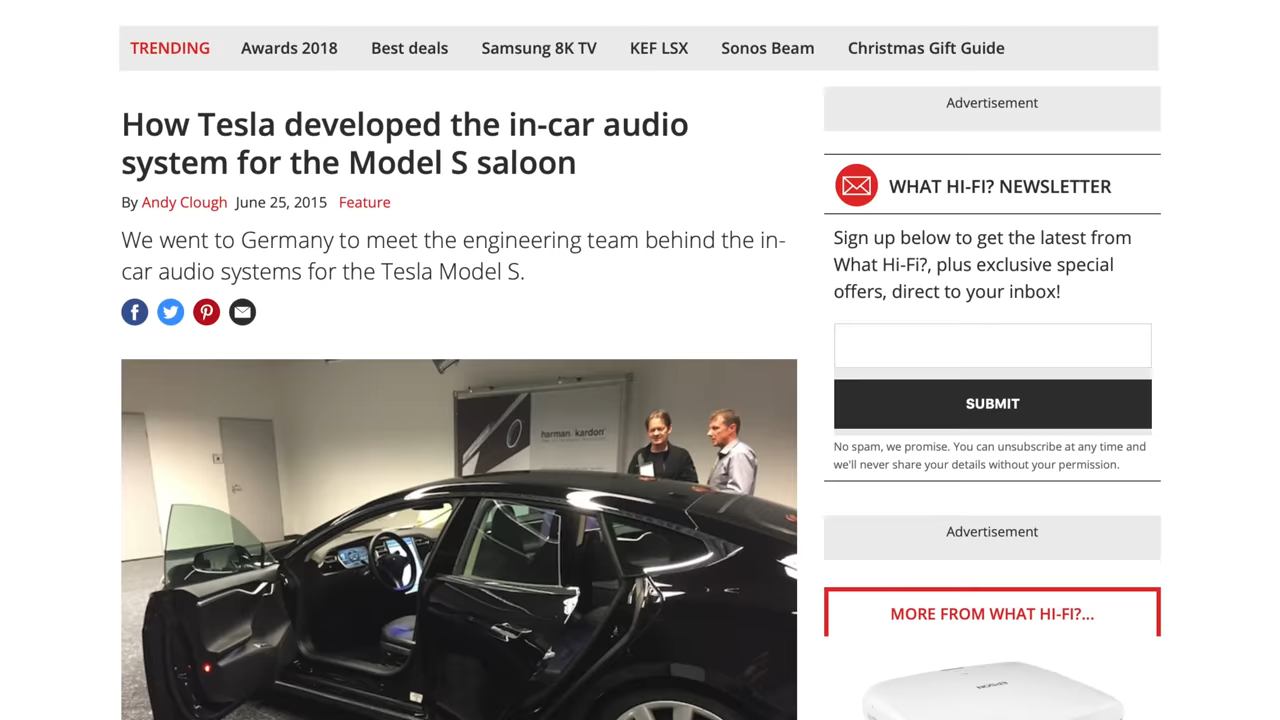 TRENDING Awards 2018 Best deals Samsung 8K TV KEF LSX Sonos Beam Christmas Gift Guide
How Tesla developed the in-car audio
system for the Model S saloon
By Andy Clough June 25, 2015 Feature
We went to Germany to meet the engineering team behind the in-
car audio systems for the Tesla Model S.
harman / kardon
Advertisement
WHAT HI-FI? NEWSLETTER
Sign up below to get the latest from
What Hi-Fi?, plus exclusive special
offers, direct to your inbox!
SUBMIT
No spam, we promise. You can unsubscribe at any time and
we'll never share your details without your permission.
Advertisement
MORE FROM WHAT HI-FI?...
EPSON